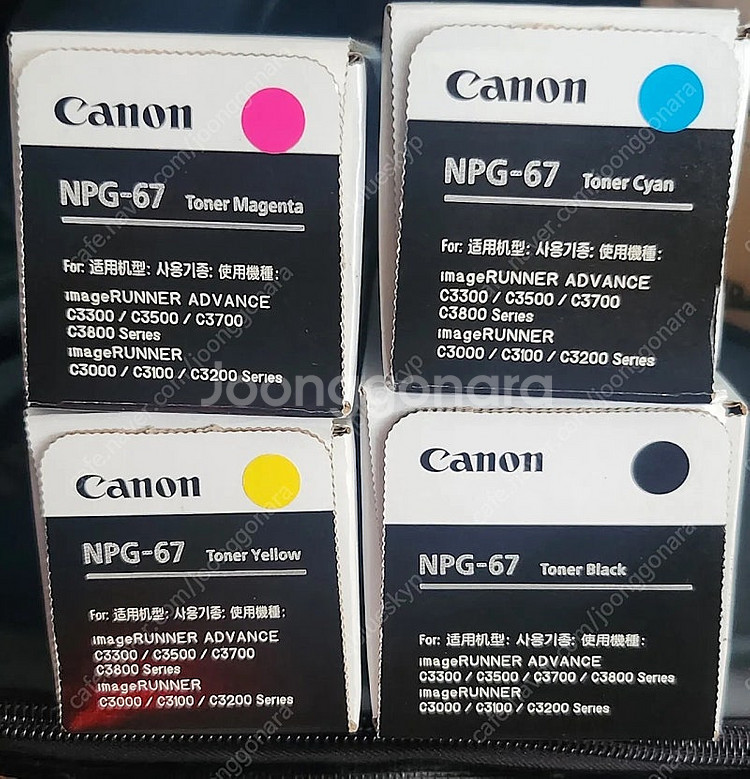 Canon
NPG-67 Toner Magenta
For: 适用机型: 사용기종: 使用機種:
imageRUNNER ADVANCE
C3300 / C3500 / C3700
C3800 Series
imageRUNNER
C3000 / C3100 / C3200 Series
Canon
NPG-67 Toner Cyan
For: 适用机型: 사용기종: 使用機種:
imageRUNNER ADVANCE
C3300 / C3500 / C3700
C3800 Series
imageRUNNER
C3000 / C3100 / C3200 Series
Joonggonara
Canon
NPG-67 Toner Yellow
For: 适用机型: 사용기종: 使用機種:
imageRUNNER ADVANCE
C3300 / C3500 / C3700
C3800 Series
imageRUNNER
C3000 / C3100 / C3200 Series
Canon
NPG-67 Toner Black
For: 适用机型: 사용기종: 使用機種:
imageRUNNER ADVANCE
C3300 / C3500 / C3700 / C3800 Series
imageRUNNER
C3000 / C3100 / C3200 Series
cafe.naver.com/joonggonara